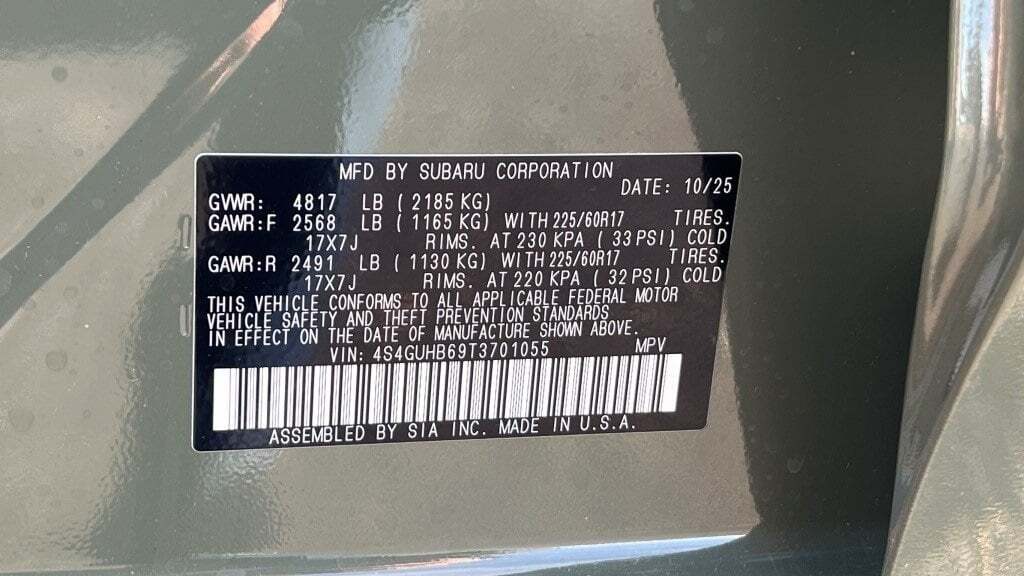 MFD BY SUBARU CORPORATION
DATE: 10/25
GVWR: 4817 LB ( 2185 KG)
GAWR:F 2568 LB ( 1165 KG) WITH 225/60R17 TIRES.
17X7J RIMS. AT 230 KPA ( 33 PSI) COLD
GAWR:R 2491 LB ( 1130 KG) WITH 225/60R17 TIRES.
17X7J RIMS. AT 220 KPA ( 32 PSI) COLD
THIS VEHICLE CONFORMS TO ALL APPLICABLE FEDERAL MOTOR
VEHICLE SAFETY AND THEFT PREVENTION STANDARDS
IN EFFECT ON THE DATE OF MANUFACTURE SHOWN ABOVE.
VIN: 4S4GUHB69T3701055 MPV
ASSEMBLED BY SIA INC. MADE IN U.S.A.